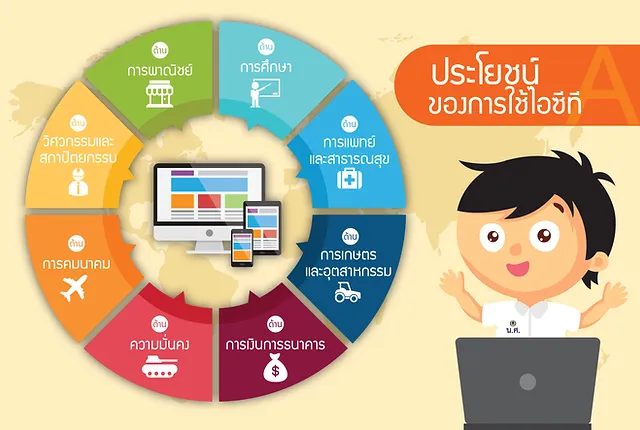 ประโยชน์
ของการใช้ไอซีที
A
ด้าน
การศึกษา
ด้าน
การแพทย์
และสาธารณสุข
ด้าน
การเกษตร
และอุตสาหกรรม
ด้าน
การเงินการธนาคาร
$
ด้าน
ความมั่นคง
ด้าน
การคมนาคม
ด้าน
วิศวกรรมและ
สถาปัตยกรรม
ด้าน
การพาณิชย์
พ.ศ.